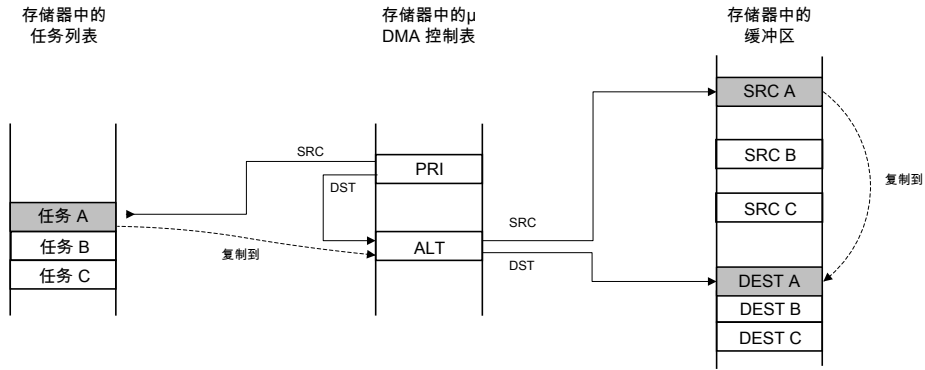 存储器中的
任务列表
存储器中的μ
DMA 控制表
存储器中的
缓冲区
SRC A
SRC
PRI
SRC B
DST
复制到
SRC C
任务 A
SRC
任务 B
复制到
ALT
DST
任务 C
DEST A
DEST B
DEST C